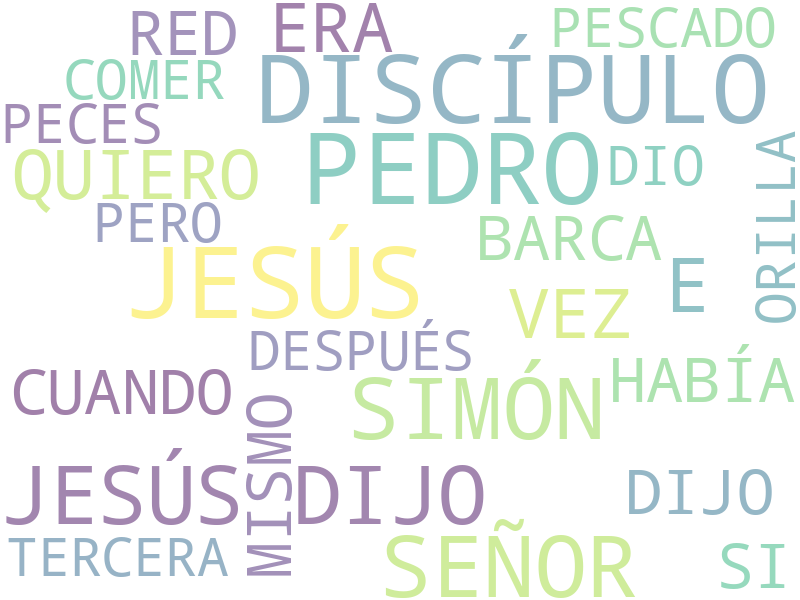 RED ERA PESCADO
COMER DISCÍPULO
PECES
QUIERO PEDRO DIO ORILLA
PERO BARCA
JESÚS VEZ E
DESPUÉS
CUANDO SIMÓN HABÍA
MISMO
JESÚS DIJO DIJO
TERCERA SEÑOR SI